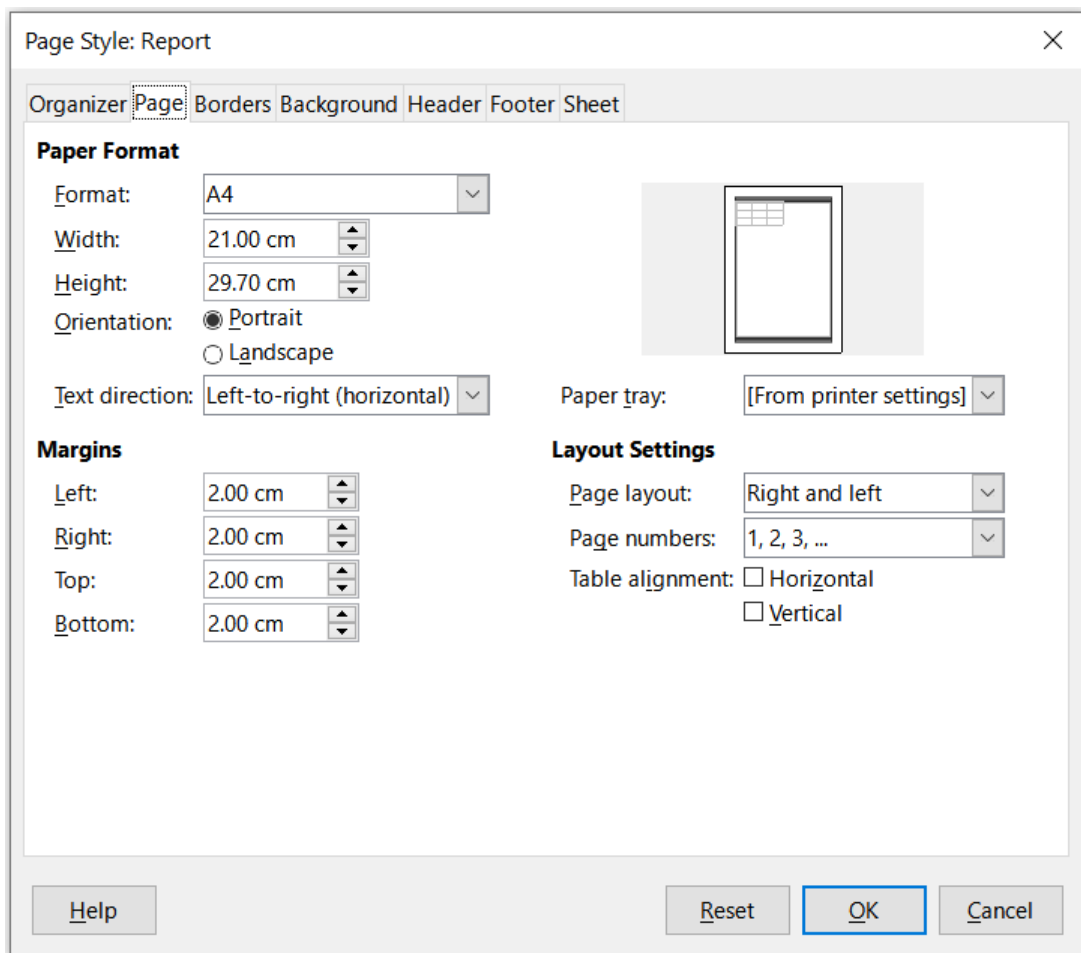 Page Style: Report
Organizer Page Borders Background Header Footer Sheet
Paper Format
Format: A4
Width: 21.00 cm
Height: 29.70 cm
Orientation: Portrait
Landscape
Text direction: Left-to-right (horizontal)
Paper tray: [From printer settings]
Margins
Left: 2.00 cm
Right: 2.00 cm
Top: 2.00 cm
Bottom: 2.00 cm
Layout Settings
Page layout: Right and left
Page numbers: 1, 2, 3, ...
Table alignment: Horizontal
Vertical
Help Reset OK Cancel